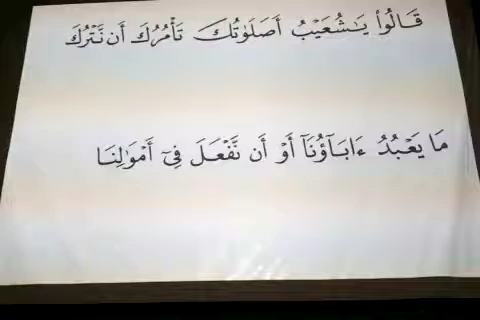 قَالُوا۟ يَـٰشُعَيْبُ أَصَلَوٰتُكَ تَأْمُرُكَ أَن نَّتْرُكَ
مَا يَعْبُدُ ءَابَآؤُنَآ أَوْ أَن نَّفْعَلَ فِىٓ أَمْوَٰلِنَا